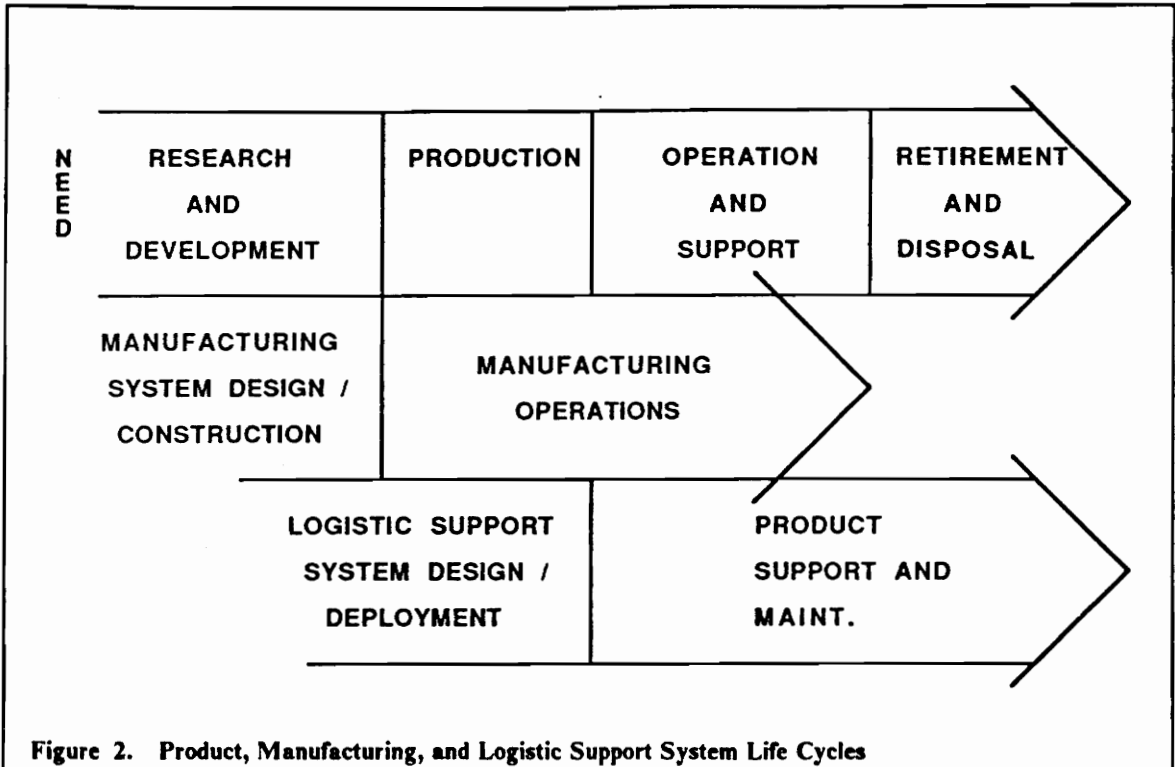 NEED
RESEARCH
AND
DEVELOPMENT
PRODUCTION
OPERATION
AND
SUPPORT
RETIREMENT
AND
DISPOSAL
MANUFACTURING
SYSTEM DESIGN /
CONSTRUCTION
MANUFACTURING
OPERATIONS
LOGISTIC SUPPORT
SYSTEM DESIGN /
DEPLOYMENT
PRODUCT
SUPPORT AND
MAINT.
Figure 2. Product, Manufacturing, and Logistic Support System Life Cycles